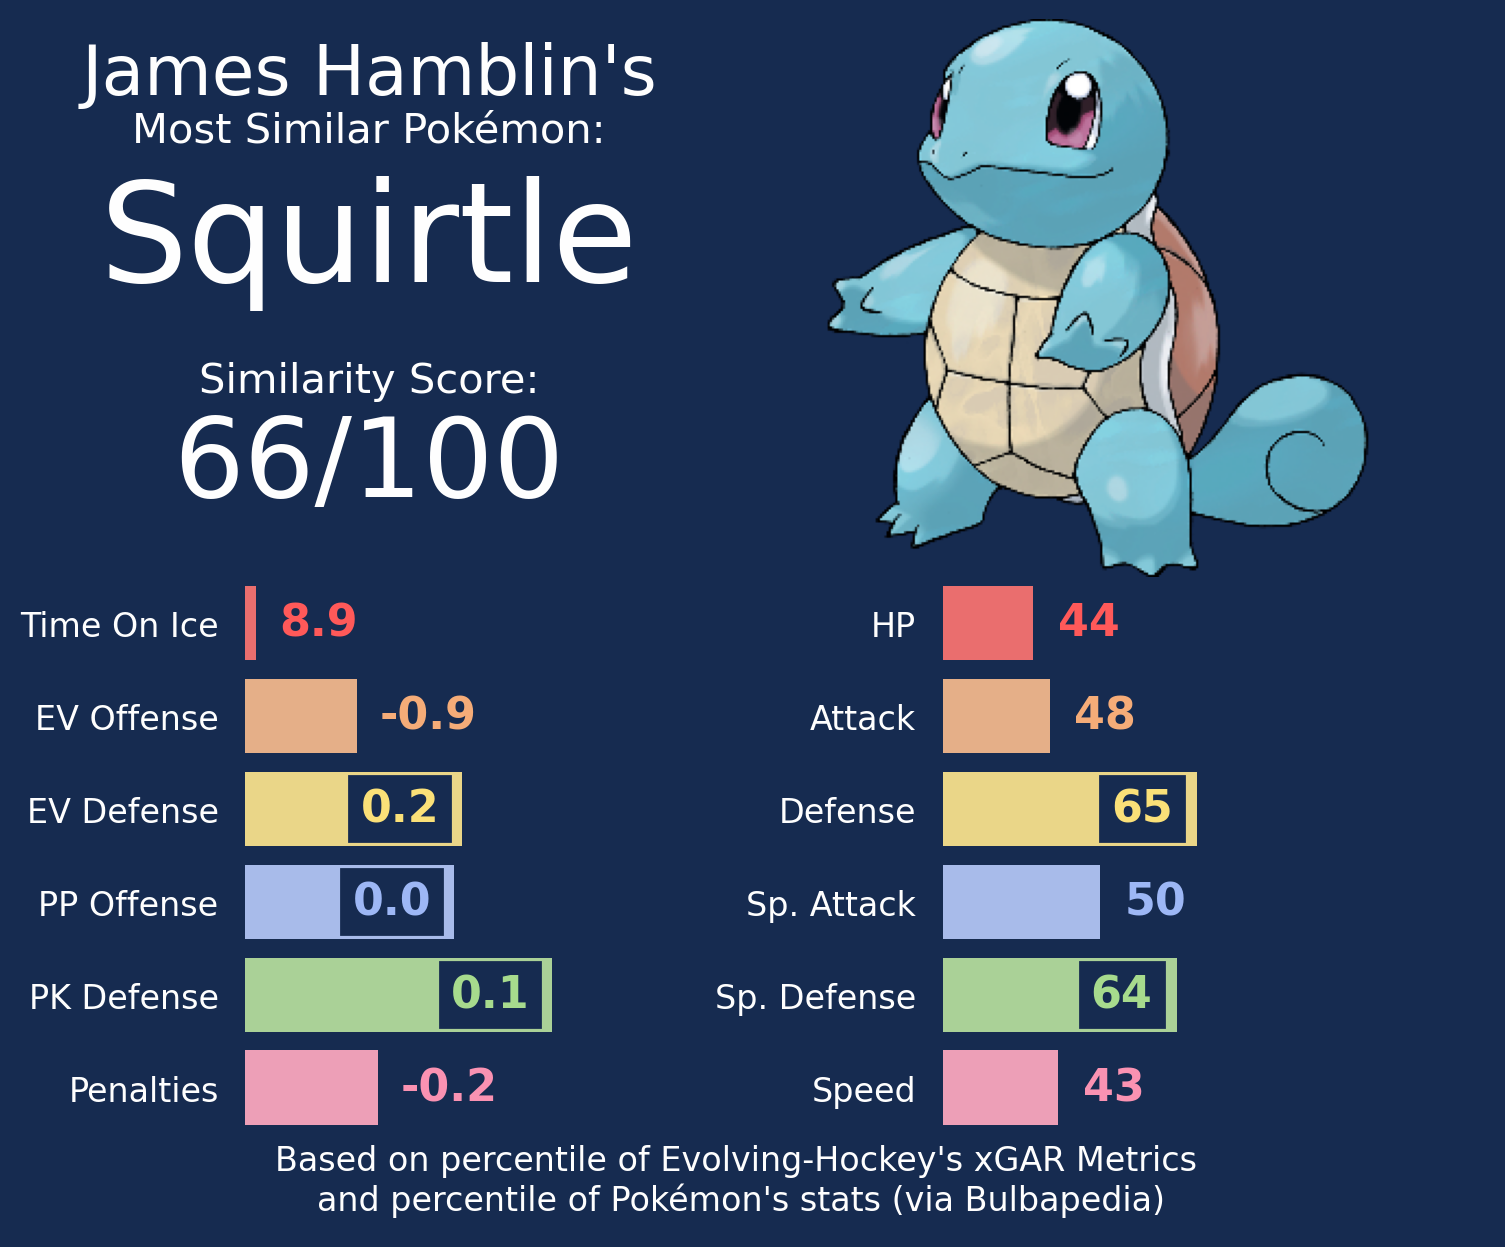 James Hamblin's
Most Similar Pokémon:
Squirtle
Similarity Score:
66/100
Time On Ice 8.9
EV Offense -0.9
EV Defense 0.2
PP Offense 0.0
PK Defense 0.1
Penalties -0.2
HP 44
Attack 48
Defense 65
Sp. Attack 50
Sp. Defense 64
Speed 43
Based on percentile of Evolving-Hockey's xGAR Metrics
and percentile of Pokémon's stats (via Bulbapedia)